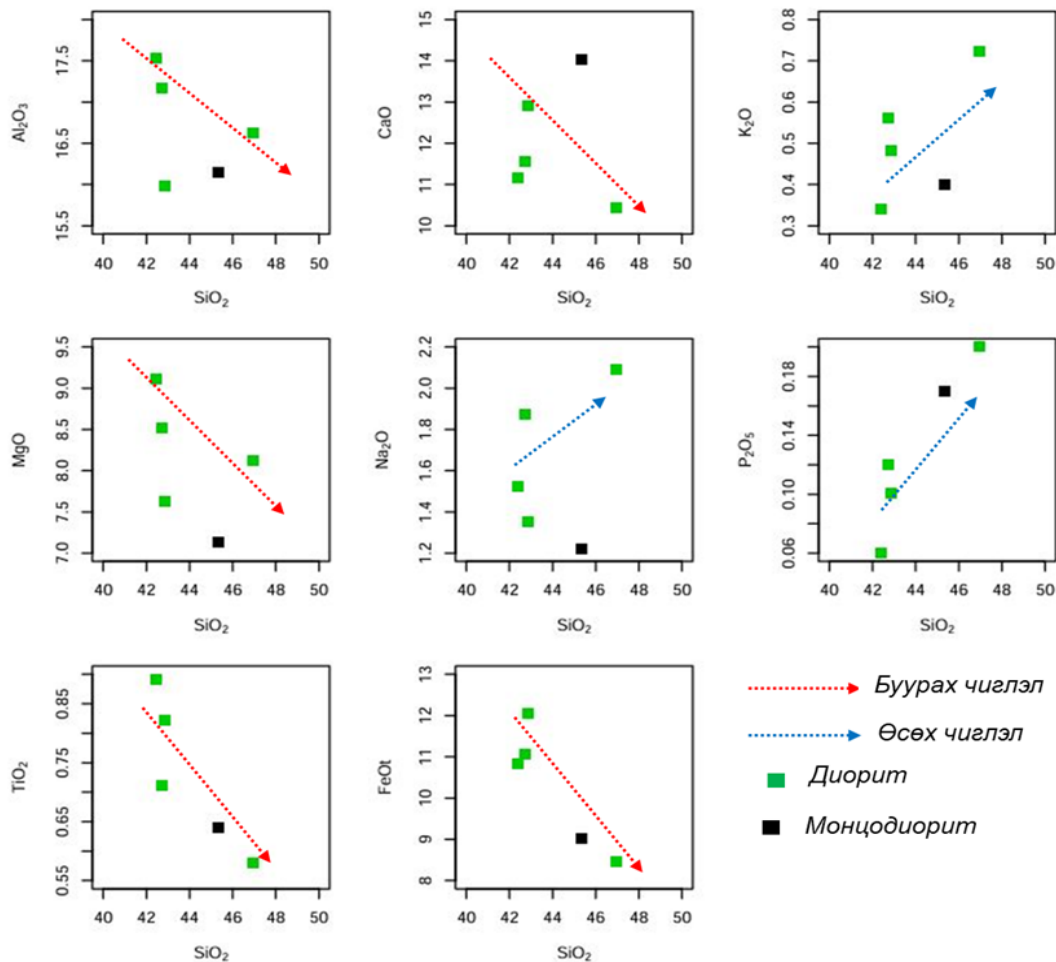 Al₂O₃
15.5 16.5 17.5
40 42 44 46 48 50
SiO₂
CaO
10 11 12 13 14 15
40 42 44 46 48 50
SiO₂
K₂O
0.3 0.4 0.5 0.6 0.7 0.8
40 42 44 46 48 50
SiO₂
MgO
7.0 7.5 8.0 8.5 9.0 9.5
40 42 44 46 48 50
SiO₂
Na₂O
1.2 1.4 1.6 1.8 2.0 2.2
40 42 44 46 48 50
SiO₂
P₂O₅
0.06 0.10 0.14 0.18
40 42 44 46 48 50
SiO₂
TiO₂
0.55 0.65 0.75 0.85
40 42 44 46 48 50
SiO₂
FeOt
8 9 10 11 12 13
40 42 44 46 48 50
SiO₂
Буурах чиглэл
Өсөх чиглэл
Диорит
Монцодиорит